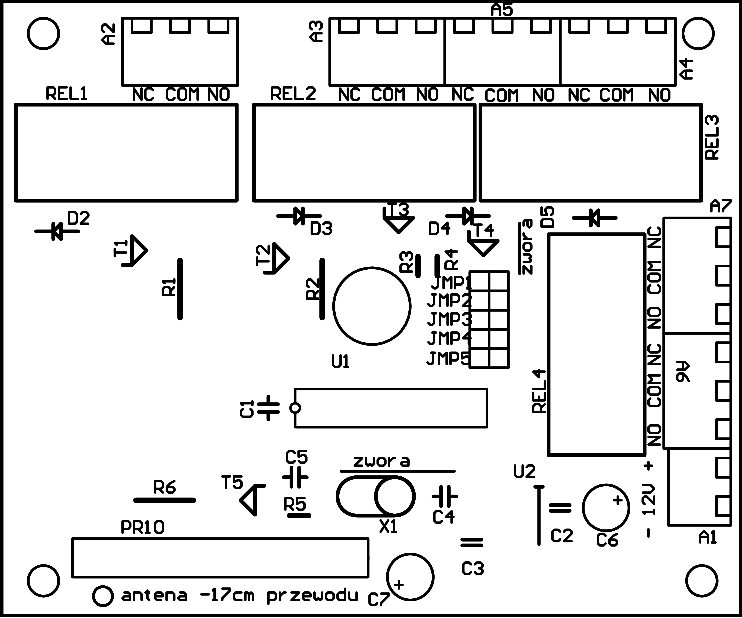 A2
A3
A5
A4
NC COM NO
NC COM NO
NC COM NO
NC COM NO
REL1
REL2
REL3
D2
D3
T3
D4
T4
zwora
D5
A7
T1
T2
R1
R2
R3
R4
JMP1
JMP2
JMP3
JMP4
JMP5
NO COM NC
U1
REL4
NO COM NC
A6
C1
C5
zwora
U2
R6
T5
R5
X1
C4
C2
+
C6
- 12V +
A1
PR10
C3
antena -17cm przewodu
+
C7